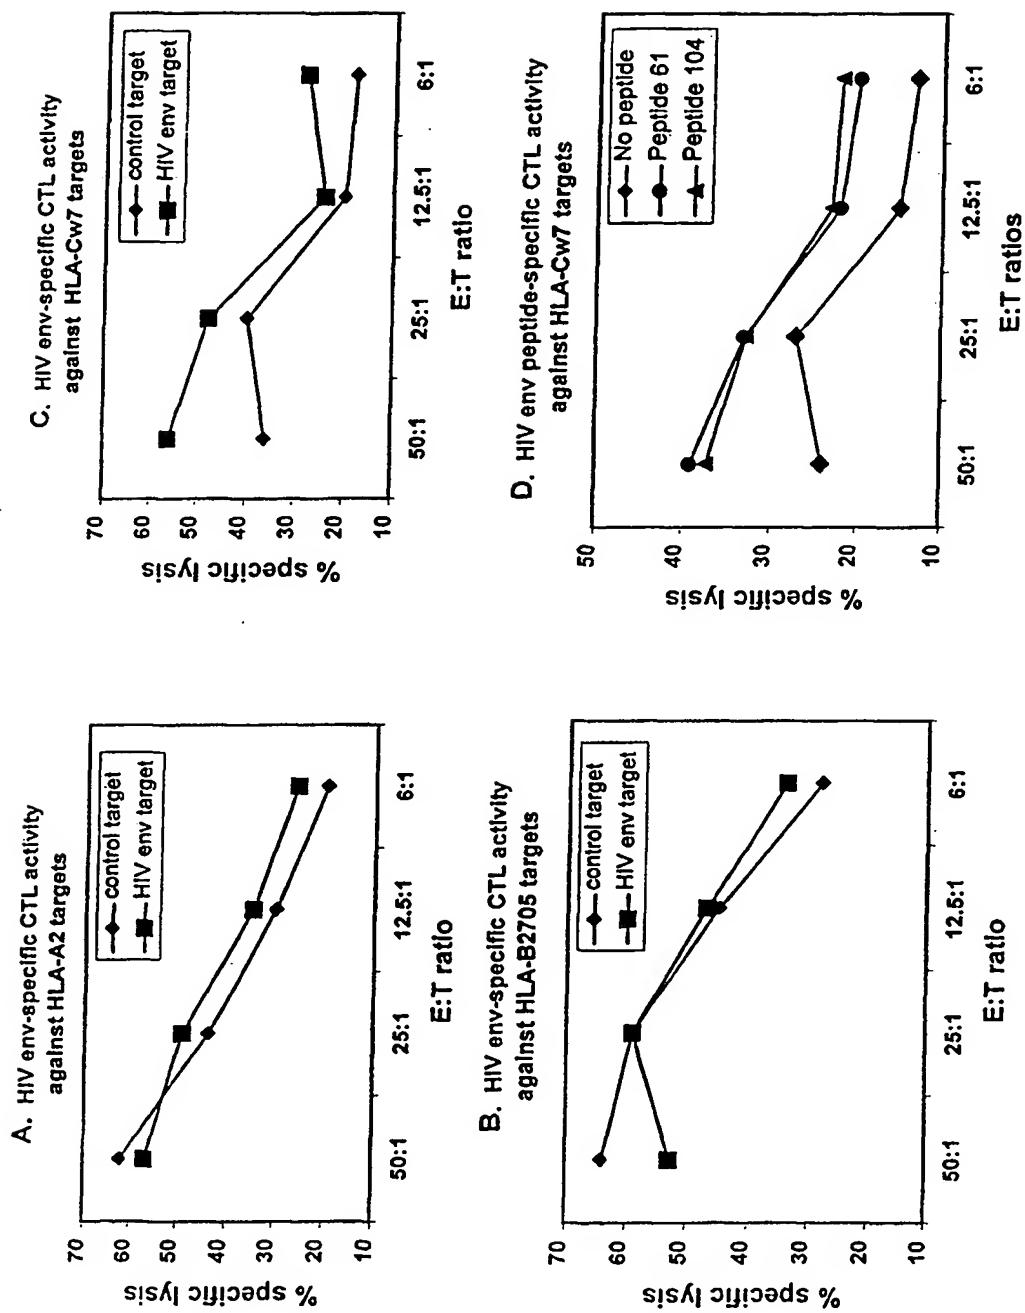 A. HIV env-specific CTL activity
against HLA-A2 targets
control target
HIV env target
70
60
50
40
30
20
10
% specific lysis
50:1
25:1
12.5:1
6:1
E:T ratio
B. HIV env-specific CTL activity
against HLA-B2705 targets
control target
HIV env target
70
60
50
40
30
20
10
% specific lysis
50:1
25:1
12.5:1
6:1
E:T ratio
C. HIV env-specific CTL activity
against HLA-Cw7 targets
control target
HIV env target
70
60
50
40
30
20
10
% specific lysis
50:1
25:1
12.5:1
6:1
E:T ratio
D. HIV env peptide-specific CTL activity
against HLA-Cw7 targets
No peptide
Peptide 61
Peptide 104
50
40
30
20
10
% specific lysis
50:1
25:1
12.5:1
6:1
E:T ratios